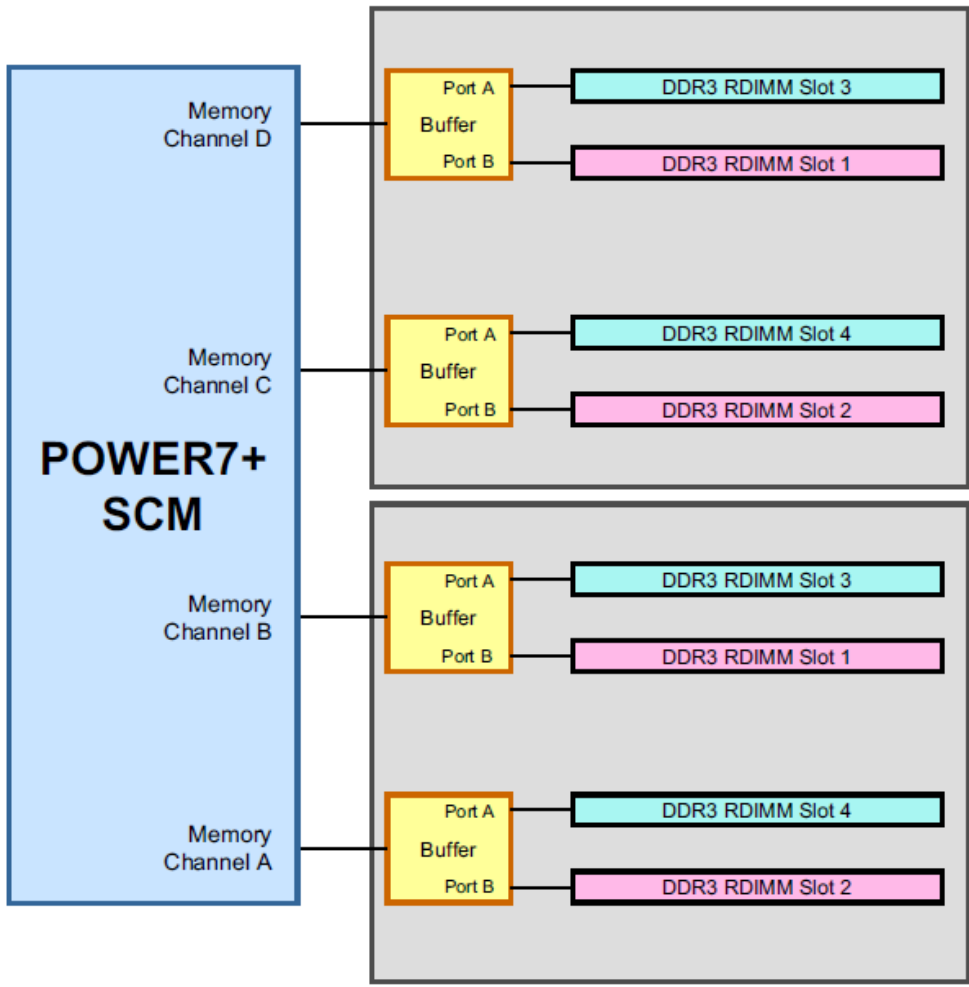 Memory
Channel D
Port A
Buffer
Port B
DDR3 RDIMM Slot 3
DDR3 RDIMM Slot 1
Memory
Channel C
Port A
Buffer
Port B
DDR3 RDIMM Slot 4
DDR3 RDIMM Slot 2
POWER7+
SCM
Memory
Channel B
Port A
Buffer
Port B
DDR3 RDIMM Slot 3
DDR3 RDIMM Slot 1
Memory
Channel A
Port A
Buffer
Port B
DDR3 RDIMM Slot 4
DDR3 RDIMM Slot 2